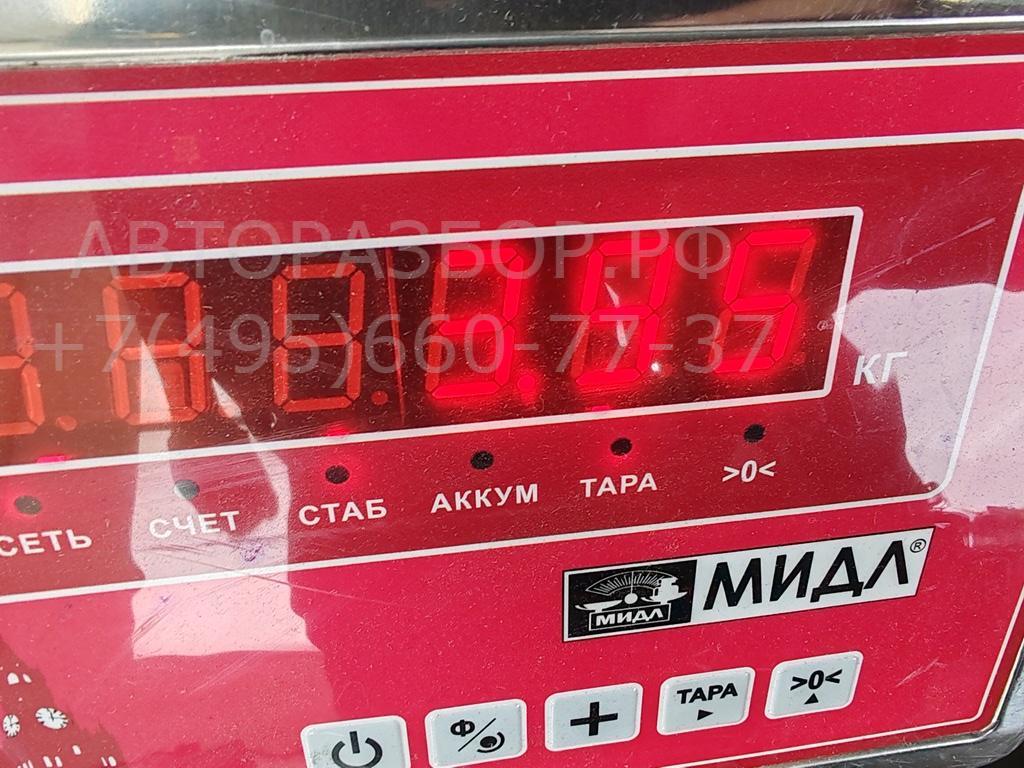 АВТОРАЗБОР.РФ
+7(495)660-77-37
КГ
СЕТЬ СЧЕТ СТАБ АККУМ ТАРА >0<
МИДЛ МИДЛ®
Ф/ + ТАРА >0<